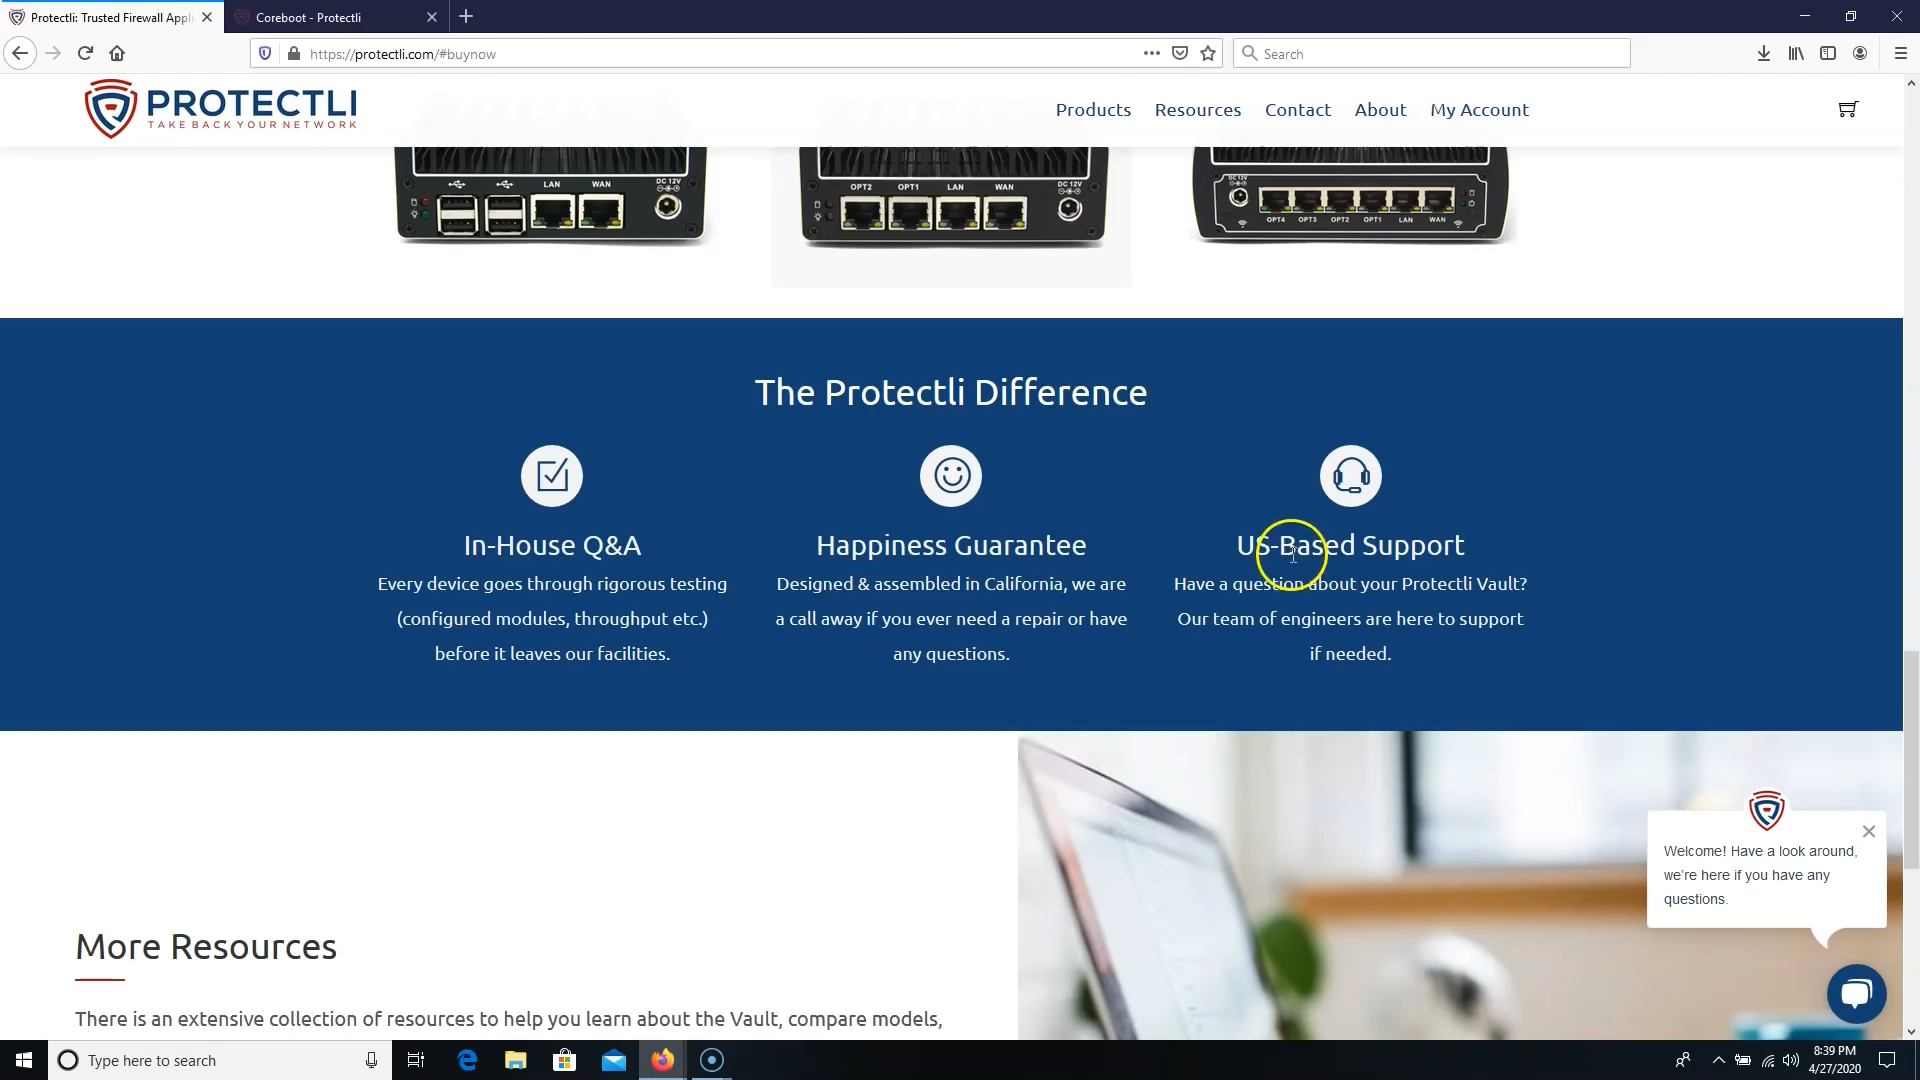 Protectli: Trusted Firewall Appli
Coreboot - Protectli
https://protectli.com/#buynow
Search
PROTECTLI
TAKE BACK YOUR NETWORK
Products
Resources
Contact
About
My Account
LAN WAN DC 12V
OPT2 OPT1 LAN WAN DC 12V
DC 12V
OPT4 OPT3 OPT2 OPT1 LAN WAN
The Protectli Difference
In-House Q&A
Every device goes through rigorous testing
(configured modules, throughput etc.)
before it leaves our facilities.
Happiness Guarantee
Designed & assembled in California, we are
a call away if you ever need a repair or have
any questions.
US-Based Support
Have a question about your Protectli Vault?
Our team of engineers are here to support
if needed.
Welcome! Have a look around,
we're here if you have any
questions.
More Resources
There is an extensive collection of resources to help you learn about the Vault, compare models,
Type here to search
8:39 PM
4/27/2020